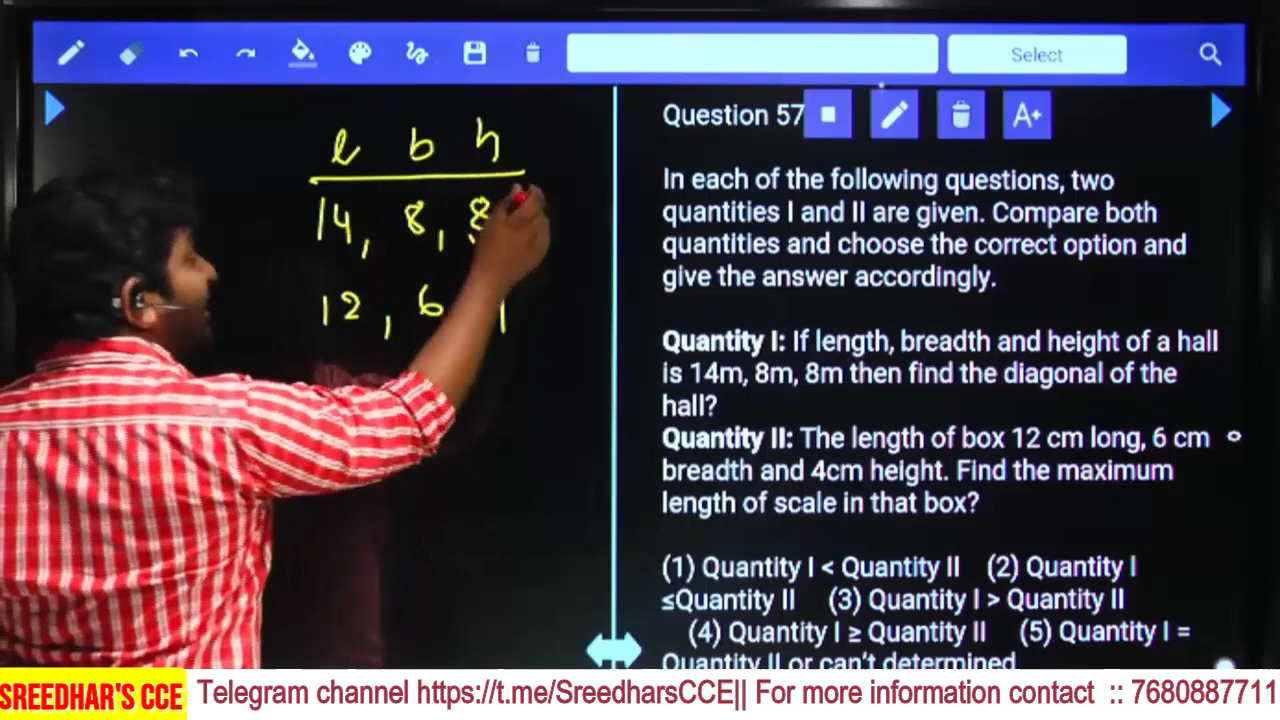 Select
l b h
14, 8, 8
12, 6
Question 57
A+
In each of the following questions, two
quantities I and II are given. Compare both
quantities and choose the correct option and
give the answer accordingly.
Quantity I: If length, breadth and height of a hall
is 14m, 8m, 8m then find the diagonal of the
hall?
Quantity II: The length of box 12 cm long, 6 cm
breadth and 4cm height. Find the maximum
length of scale in that box?
(1) Quantity I < Quantity II (2) Quantity I
≤Quantity II (3) Quantity I > Quantity II
(4) Quantity I ≥ Quantity II (5) Quantity I =
Quantity II or can't determined
SREEDHAR'S CCE Telegram channel https://t.me/SreedharsCCE|| For more information contact :: 7680887711